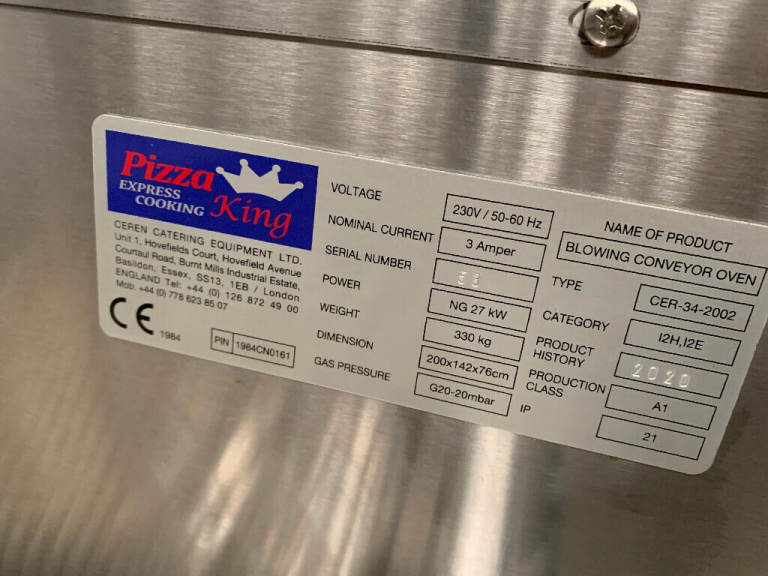 Pizza
EXPRESS
COOKING King
CEREN CATERING EQUIPMENT LTD.
Unit 1, Hovefields Court, Hovefield Avenue
Courtaul Road, Burnt Mills Industrial Estate,
Basildon, Essex, SS13, 1EB / London
ENGLAND Tel: +44 (0) 126 872 49 00
Mob: +44 (0) 778 623 85 07
CE 1984
PIN 1984CN0161
VOLTAGE 230V / 50-60 Hz
NOMINAL CURRENT 3 Amper
SERIAL NUMBER
POWER NG 27 kW
WEIGHT 330 kg
DIMENSION 200x142x76cm
GAS PRESSURE G20-20mbar
NAME OF PRODUCT
BLOWING CONVEYOR OVEN
TYPE CER-34-2002
CATEGORY I2H,I2E
PRODUCT
HISTORY 2020
PRODUCTION
CLASS A1
IP 21